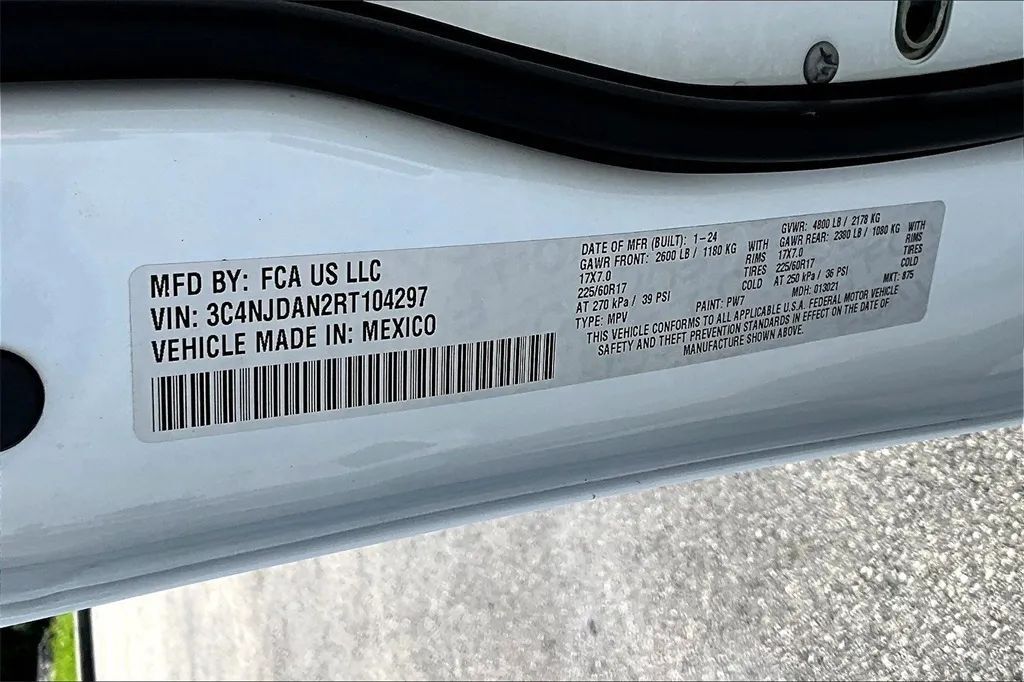 MFD BY: FCA US LLC
VIN: 3C4NJDAN2RT104297
VEHICLE MADE IN: MEXICO
DATE OF MFR (BUILT): 1-24
GAWR FRONT: 2600 LB / 1180 KG WITH
17X7.0 RIMS
225/60R17 TIRES
AT 270 kPa / 39 PSI COLD
TYPE: MPV PAINT: PW7
GVWR: 4800 LB / 2178 KG
GAWR REAR: 2380 LB / 1080 KG WITH
17X7.0 RIMS
225/60R17 TIRES
AT 250 kPa / 36 PSI COLD
MDH: 013021 MKT: 875
THIS VEHICLE CONFORMS TO ALL APPLICABLE U.S.A. FEDERAL MOTOR VEHICLE
SAFETY AND THEFT PREVENTION STANDARDS IN EFFECT ON THE DATE OF
MANUFACTURE SHOWN ABOVE.